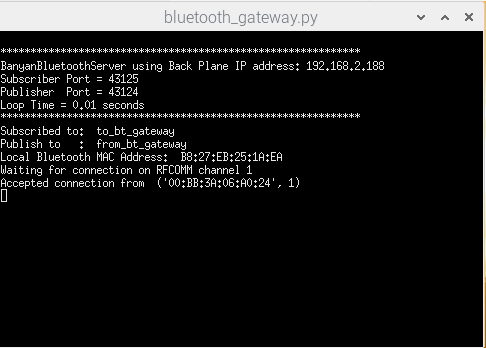 bluetooth_gateway.py
************************************************************
BanyanBluetoothServer using Back Plane IP address: 192.168.2.188
Subscriber Port = 43125
Publisher  Port = 43124
Loop Time = 0.01 seconds
************************************************************
Subscribed to:  to_bt_gateway
Publish to   :  from_bt_gateway
Local Bluetooth MAC Address:  B8:27:EB:25:1A:EA
Waiting for connection on RFCOMM channel 1
Accepted connection from  ('00:BB:3A:06:A0:24', 1)